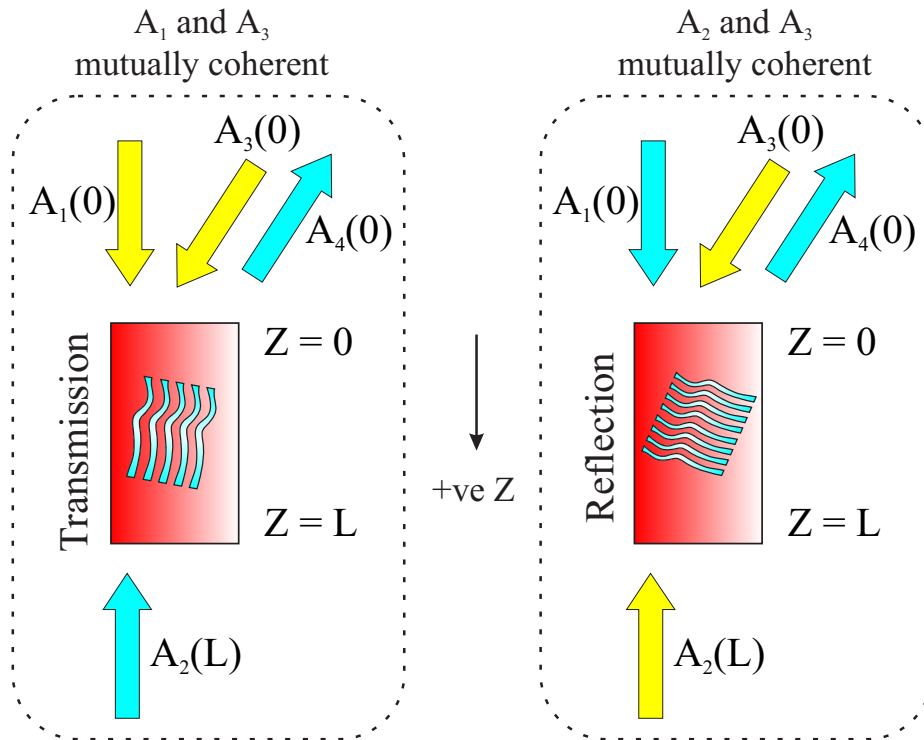 A₁ and A₃
mutually coherent
A₃(0)
A₁(0)
A₄(0)
Transmission
Z = 0
Z = L
A₂(L)
+ve Z
A₂ and A₃
mutually coherent
A₃(0)
A₁(0)
A₄(0)
Reflection
Z = 0
Z = L
A₂(L)